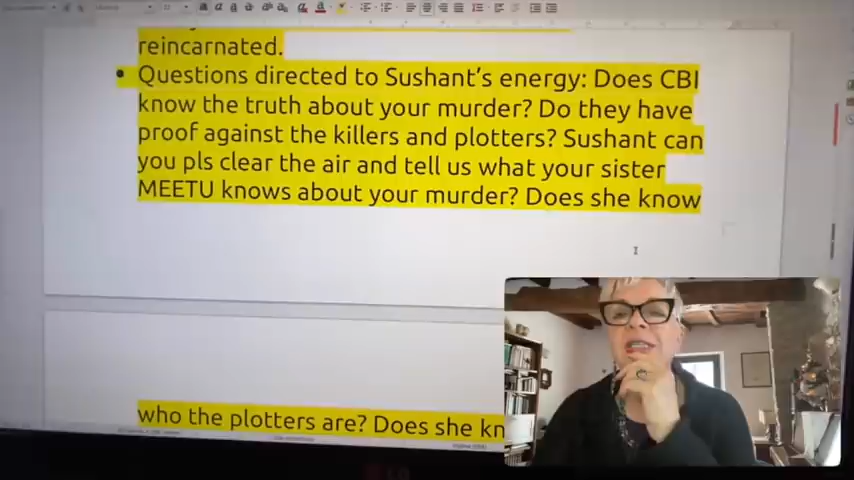 reincarnated.
Questions directed to Sushant's energy: Does CBI
know the truth about your murder? Do they have
proof against the killers and plotters? Sushant can
you pls clear the air and tell us what your sister
MEETU knows about your murder? Does she know
who the plotters are? Does she kn